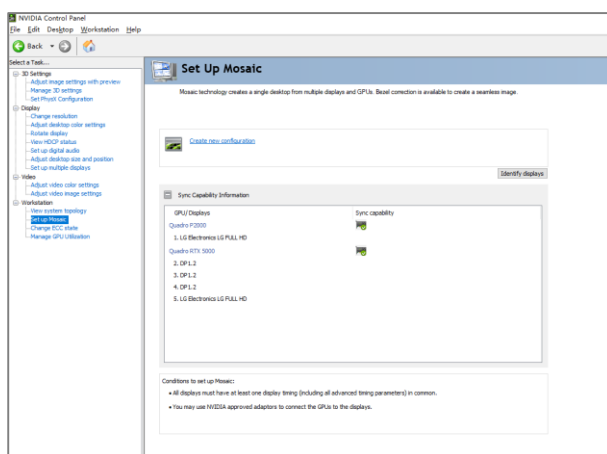 NVIDIA Control Panel
File Edit Desktop Workstation Help
Back
Select a Task...
3D Settings
Adjust image settings with preview
Manage 3D settings
Set PhysX Configuration
Display
Change resolution
Adjust desktop color settings
Rotate display
View HDCP status
Set up digital audio
Adjust desktop size and position
Set up multiple displays
Video
Adjust video color settings
Adjust video image settings
Workstation
View system topology
Set up Mosaic
Change ECC state
Manage GPU Utilization
Set Up Mosaic
Mosaic technology creates a single desktop from multiple displays and GPUs. Bezel correction is available to create a seamless image.
Create new configuration
Identify displays
Sync Capability Information
GPU/Displays Sync capability
Quadro P2000
1. LG Electronics LG FULL HD
Quadro RTX 5000
2. DP1.2
3. DP1.2
4. DP1.2
5. LG Electronics LG FULL HD
Conditions to set up Mosaic:
• All displays must have at least one display timing (including all advanced timing parameters) in common.
• You may use NVIDIA approved adaptors to connect the GPUs to the displays.